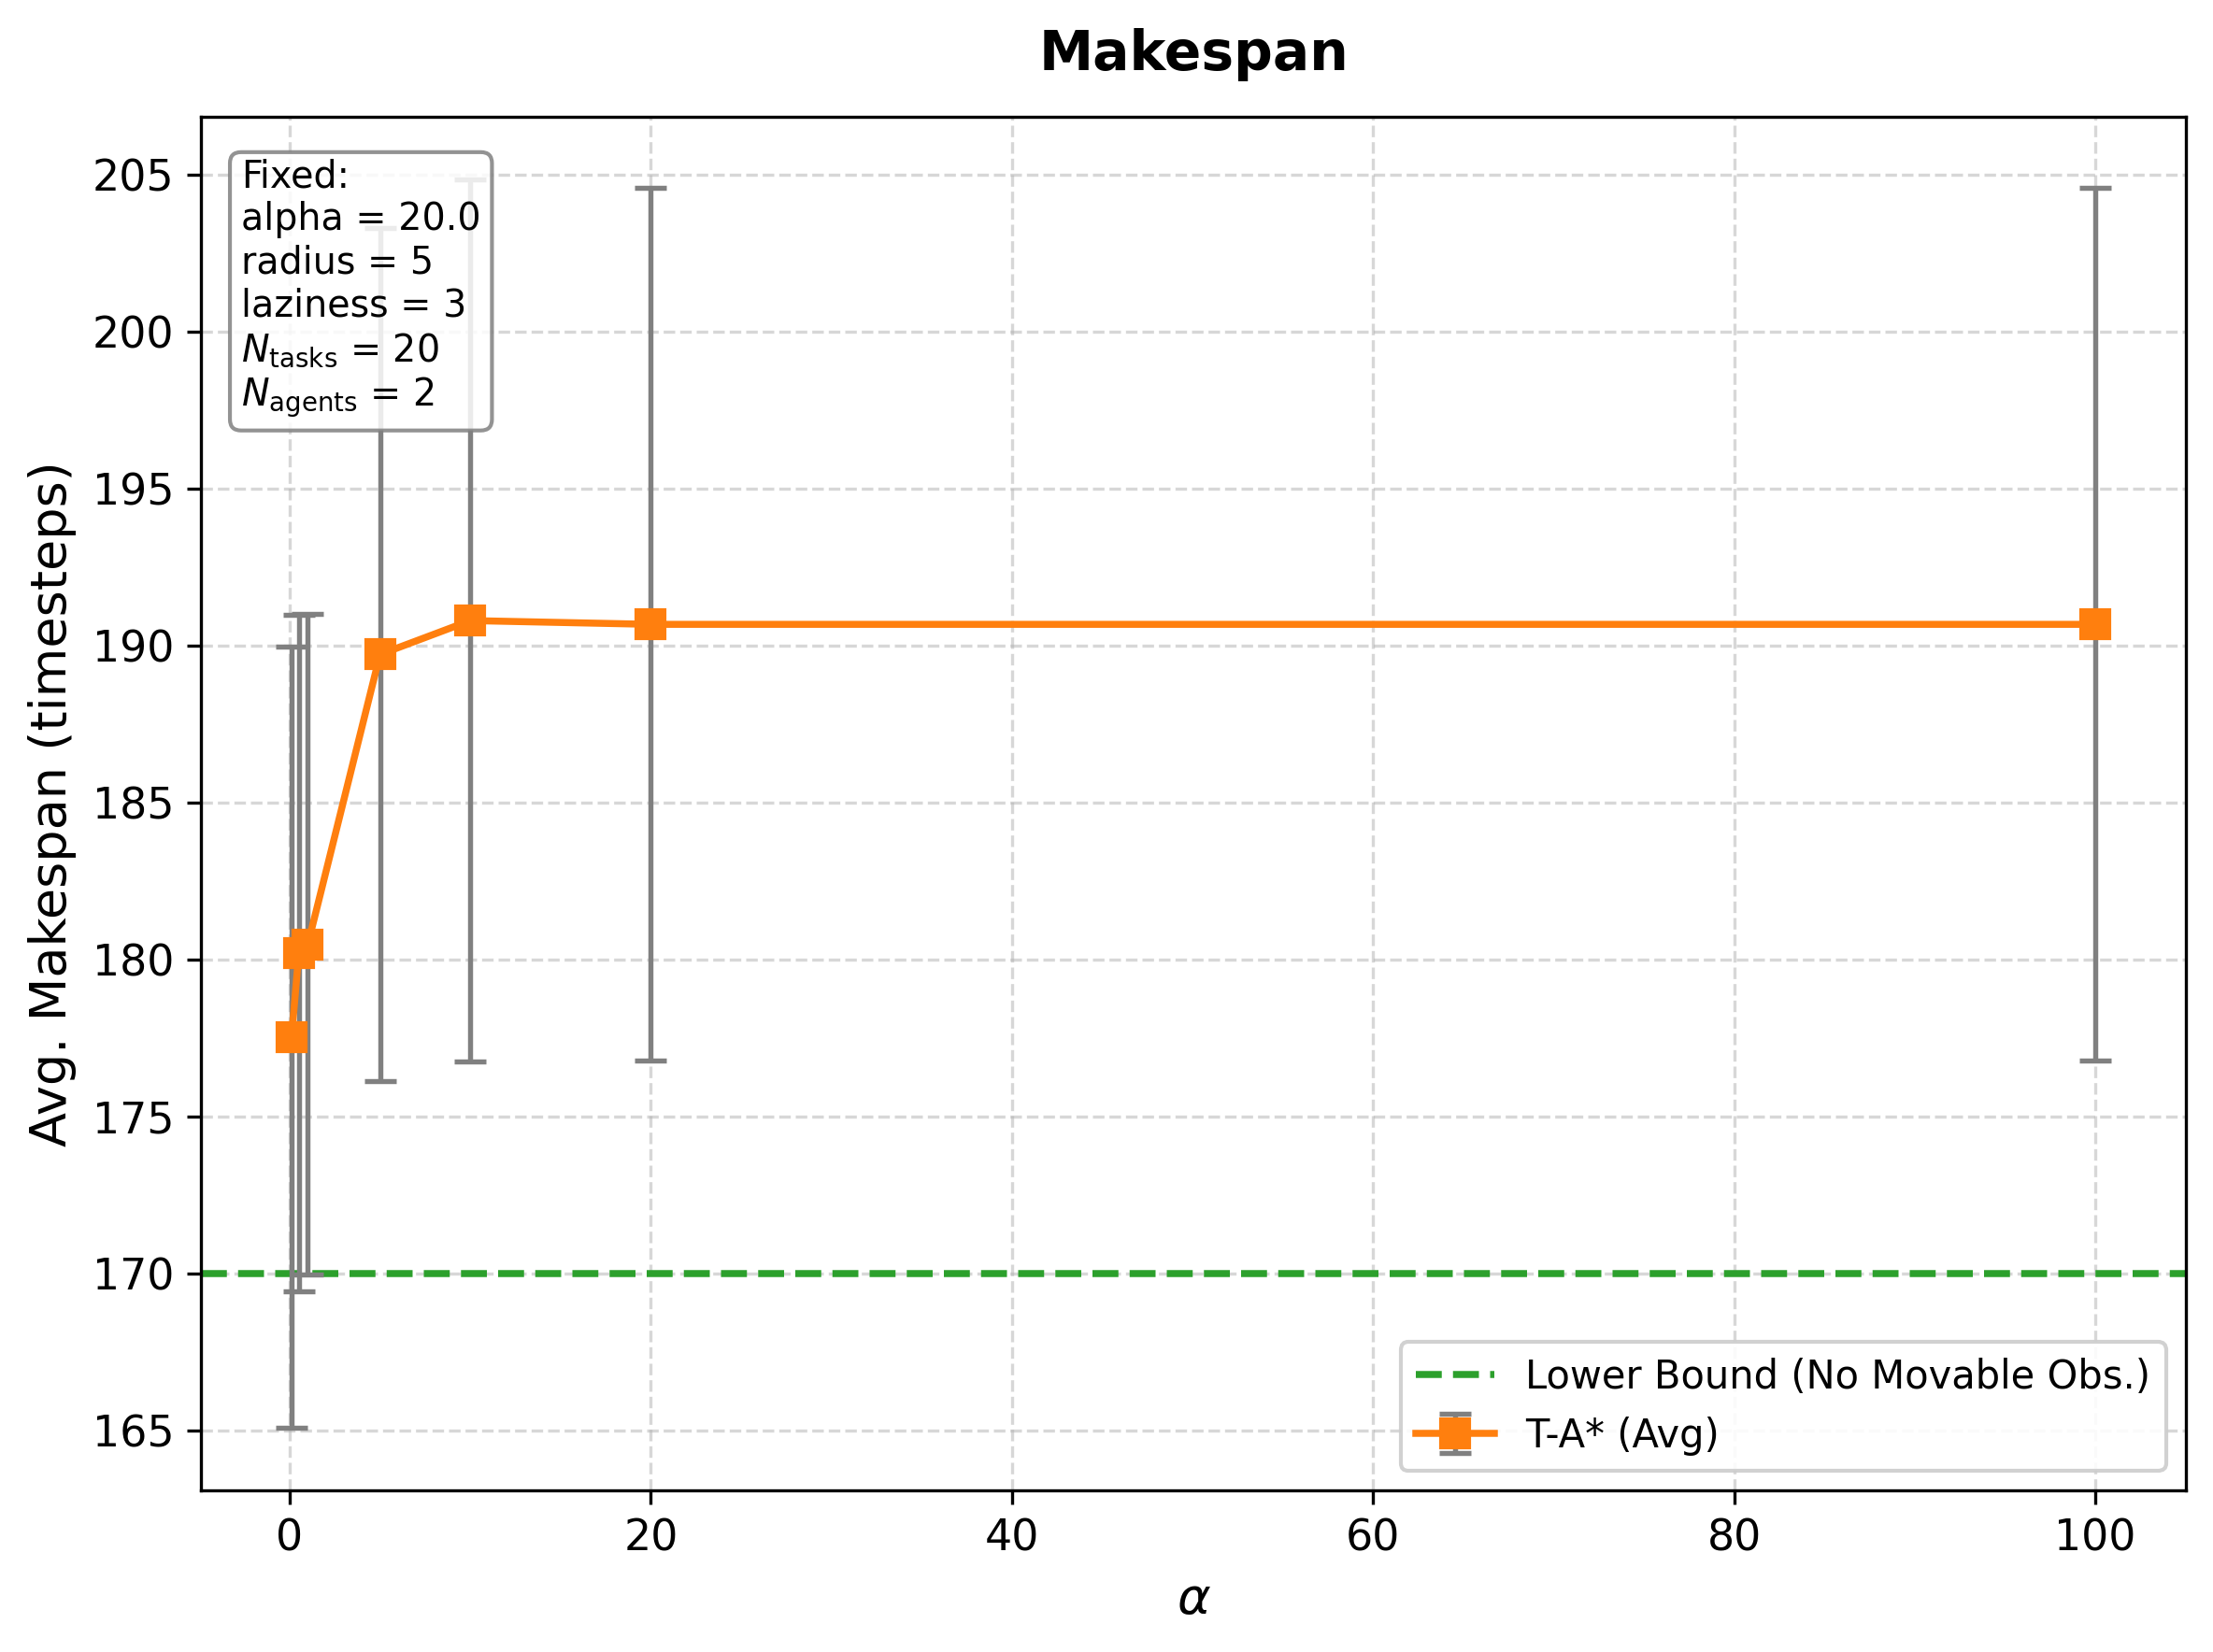 Makespan
Avg. Makespan (timesteps)
205
200
195
190
185
180
175
170
165
Fixed:
alpha = 20.0
radius = 5
laziness = 3
N_tasks = 20
N_agents = 2
Lower Bound (No Movable Obs.)
T-A* (Avg)
0 20 40 60 80 100
α